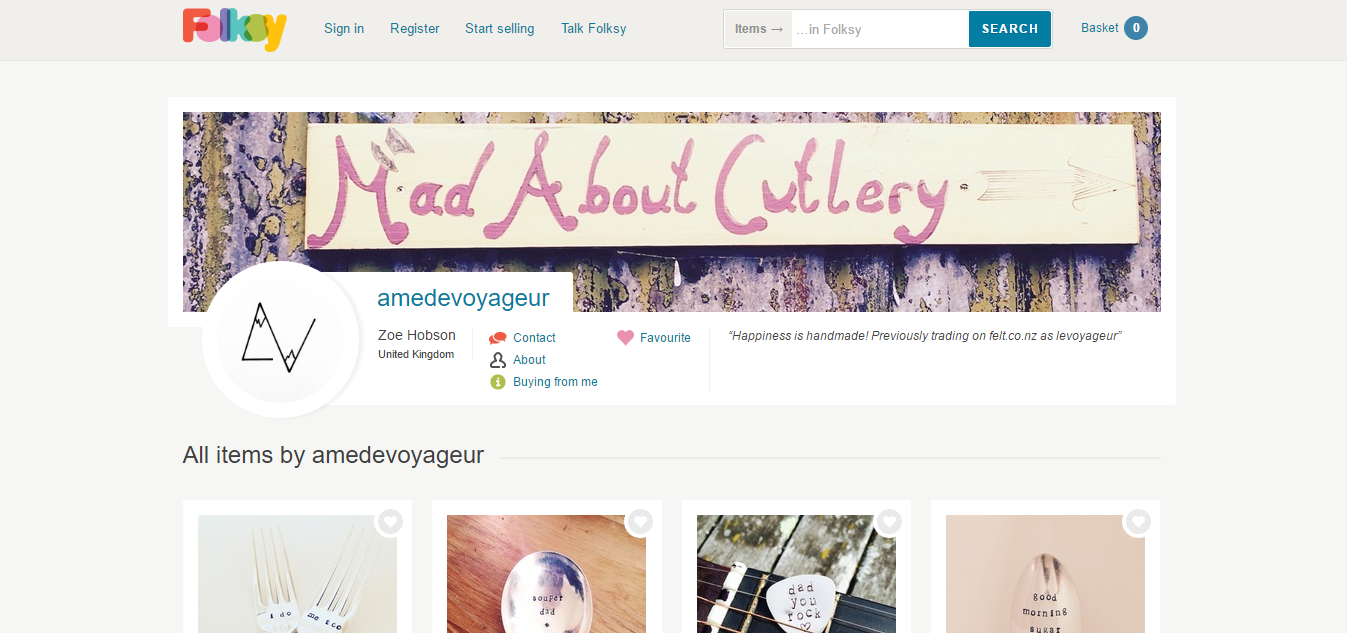 Folksy
Sign in Register Start selling Talk Folksy
Items → ...in Folksy SEARCH
Basket 0
Mad About Cutlery
amedevoyageur
Zoe Hobson
United Kingdom
Contact
About
Buying from me
Favourite
“Happiness is handmade! Previously trading on felt.co.nz as levoyageur”
All items by amedevoyageur
i do
me too
souper
dad
dad
you
rock
good
morning
sugar